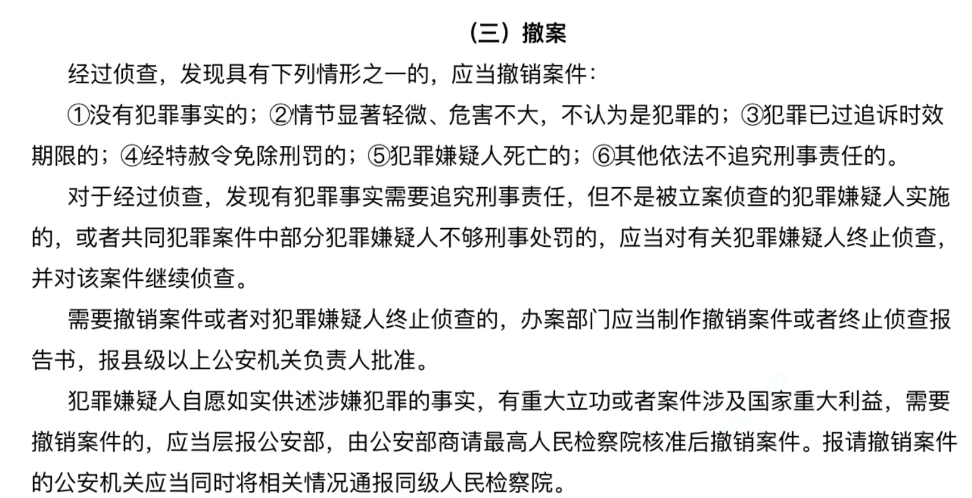 （三）撤案
经过侦查，发现具有下列情形之一的，应当撤销案件：
①没有犯罪事实的；②情节显著轻微、危害不大，不认为是犯罪的；③犯罪已过追诉时效
期限的；④经特赦令免除刑罚的；⑤犯罪嫌疑人死亡的；⑥其他依法不追究刑事责任的。
对于经过侦查，发现有犯罪事实需要追究刑事责任，但不是被立案侦查的犯罪嫌疑人实施
的，或者共同犯罪案件中部分犯罪嫌疑人不够刑事处罚的，应当对有关犯罪嫌疑人终止侦查，
并对该案件继续侦查。
需要撤销案件或者对犯罪嫌疑人终止侦查的，办案部门应当制作撤销案件或者终止侦查报
告书，报县级以上公安机关负责人批准。
犯罪嫌疑人自愿如实供述涉嫌犯罪的事实，有重大立功或者案件涉及国家重大利益，需要
撤销案件的，应当层报公安部，由公安部商请最高人民检察院核准后撤销案件。报请撤销案件
的公安机关应当同时将相关情况通报同级人民检察院。